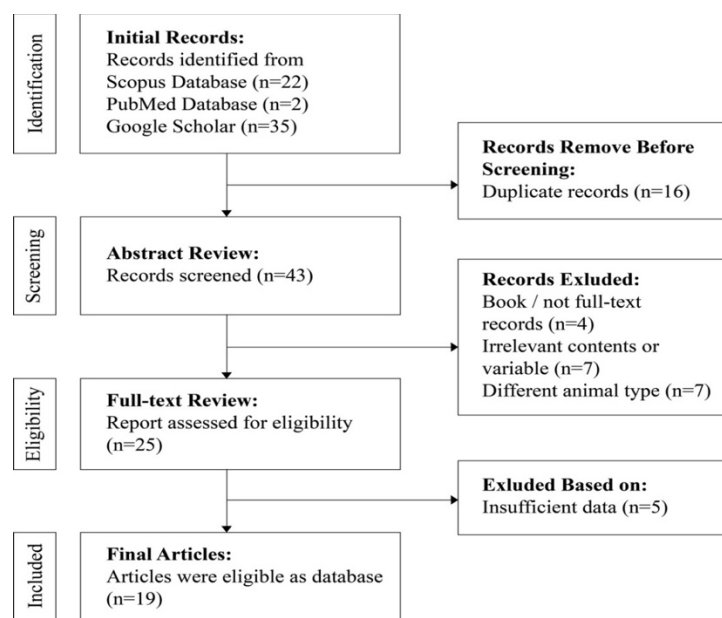 Identification
Initial Records:
Records identified from
Scopus Database (n=22)
PubMed Database (n=2)
Google Scholar (n=35)
Records Remove Before
Screening:
Duplicate records (n=16)
Screening
Abstract Review:
Records screened (n=43)
Records Exluded:
Book / not full-text
records (n=4)
Irrelevant contents or
variable (n=7)
Different animal type (n=7)
Eligibility
Full-text Review:
Report assessed for eligibility
(n=25)
Exluded Based on:
Insufficient data (n=5)
Included
Final Articles:
Articles were eligible as database
(n=19)